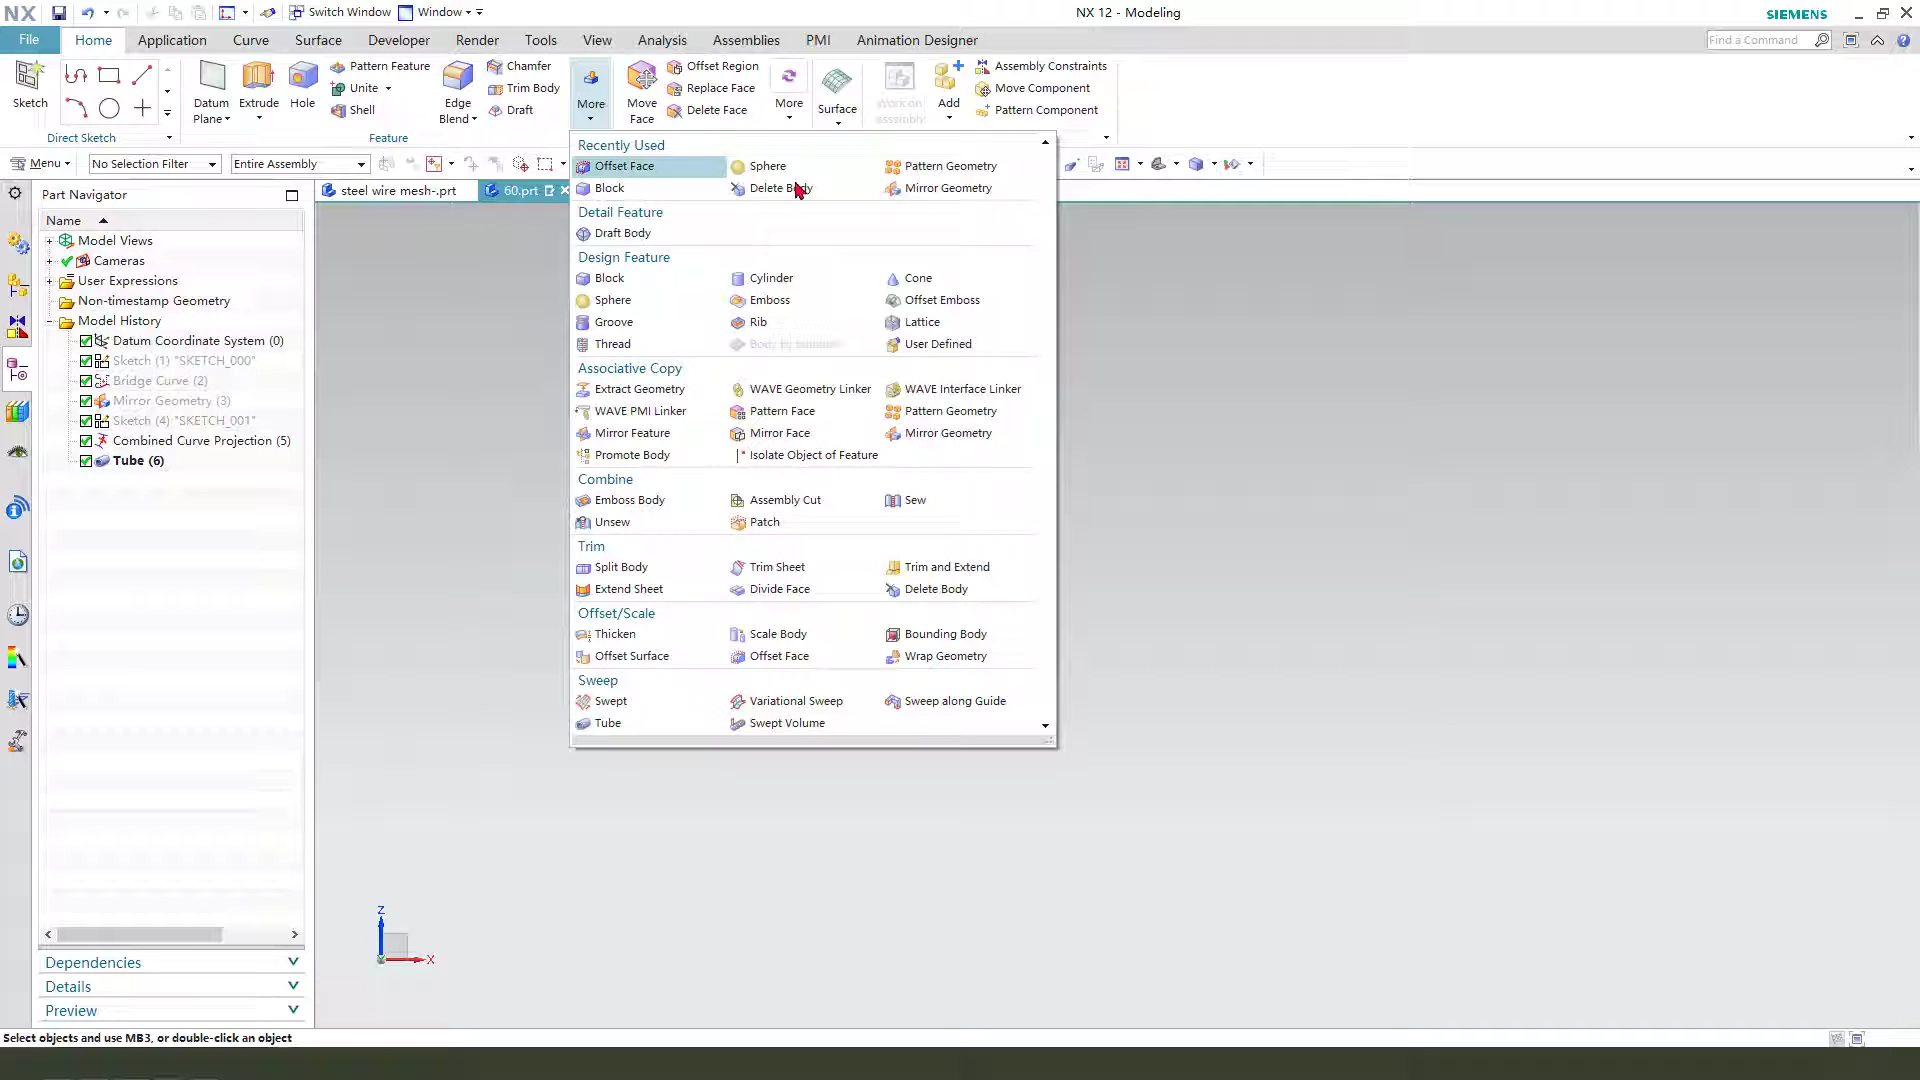 NX
Switch Window
Window
NX 12 - Modeling
SIEMENS
File
Home
Application
Curve
Surface
Developer
Render
Tools
View
Analysis
Assemblies
PMI
Animation Designer
Find a Command
Sketch
Direct Sketch
Datum
Plane
Extrude
Hole
Pattern Feature
Unite
Shell
Edge
Blend
Chamfer
Trim Body
Draft
Feature
More
Move
Face
Offset Region
Replace Face
Delete Face
More
Surface
Work on
Assembly
Add
Assembly Constraints
Move Component
Pattern Component
Menu
No Selection Filter
Entire Assembly
Part Navigator
steel wire mesh-.prt
60.prt
Name
Model Views
Cameras
User Expressions
Non-timestamp Geometry
Model History
Datum Coordinate System (0)
Sketch (1) "SKETCH_000"
Bridge Curve (2)
Mirror Geometry (3)
Sketch (4) "SKETCH_001"
Combined Curve Projection (5)
Tube (6)
Dependencies
Details
Preview
Recently Used
Offset Face
Sphere
Pattern Geometry
Block
Delete Body
Mirror Geometry
Detail Feature
Draft Body
Design Feature
Block
Cylinder
Cone
Sphere
Emboss
Offset Emboss
Groove
Rib
Lattice
Thread
User Defined
Associative Copy
Extract Geometry
WAVE Geometry Linker
WAVE Interface Linker
WAVE PMI Linker
Pattern Face
Pattern Geometry
Mirror Feature
Mirror Face
Mirror Geometry
Promote Body
Isolate Object of Feature
Combine
Emboss Body
Assembly Cut
Sew
Unsew
Patch
Trim
Split Body
Trim Sheet
Trim and Extend
Extend Sheet
Divide Face
Delete Body
Offset/Scale
Thicken
Scale Body
Bounding Body
Offset Surface
Offset Face
Wrap Geometry
Sweep
Swept
Variational Sweep
Sweep along Guide
Tube
Swept Volume
Z
X
Select objects and use MB3, or double-click an object